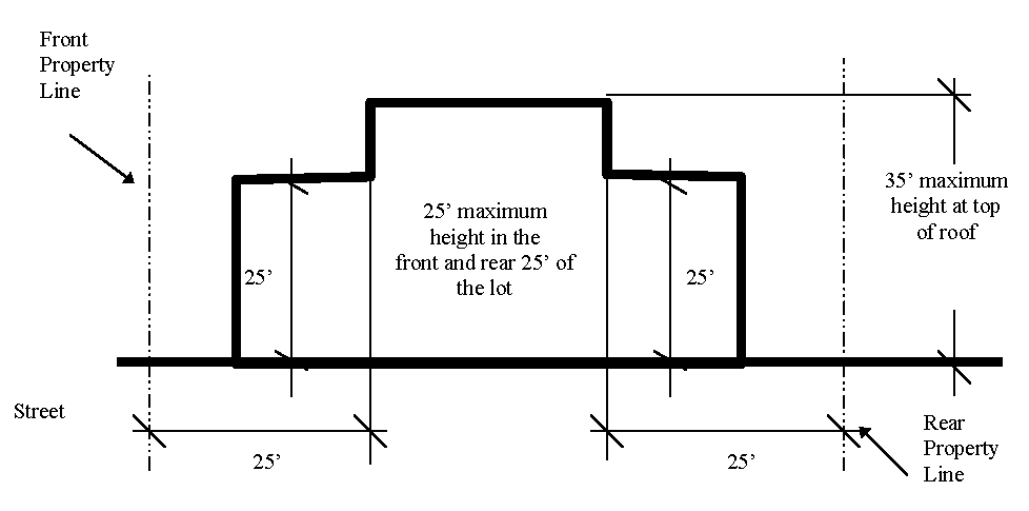 Front
Property
Line
25’ maximum
height in the
front and rear 25’ of
the lot
35’ maximum
height at top
of roof
25’
25’
Street
25’
25’
Rear
Property
Line